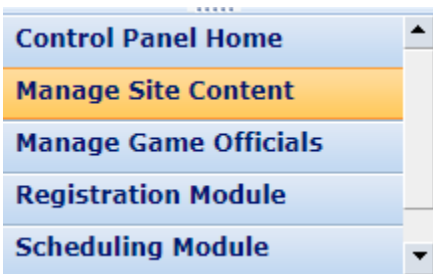 Control Panel Home
Manage Site Content
Manage Game Officials
Registration Module
Scheduling Module